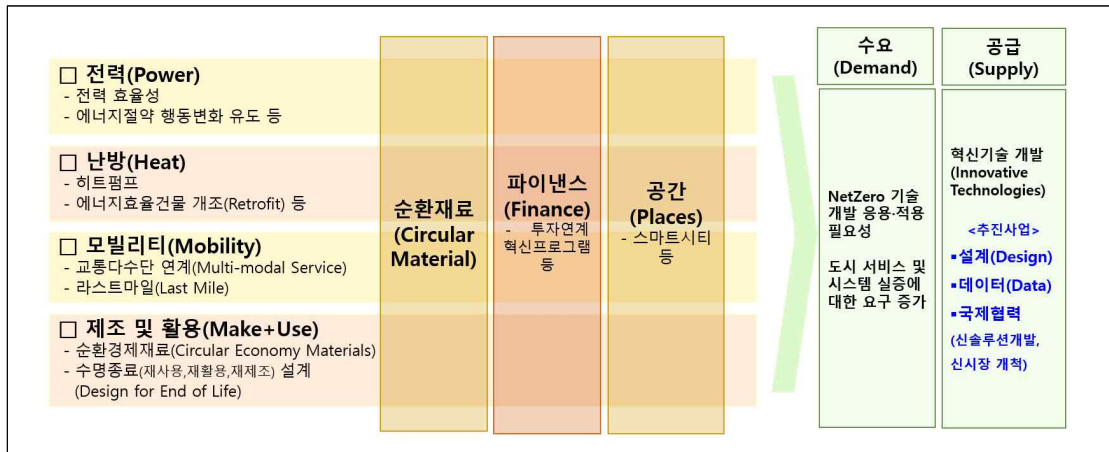 □ 전력(Power)
- 전력 효율성
- 에너지절약 행동변화 유도 등
□ 난방(Heat)
- 히트펌프
- 에너지효율건물 개조(Retrofit) 등
□ 모빌리티(Mobility)
- 교통다수단 연계(Multi-modal Service)
- 라스트마일(Last Mile)
□ 제조 및 활용(Make+Use)
- 순환경제재료(Circular Economy Materials)
- 수명종료(재사용,재활용,재제조) 설계
(Design for End of Life)
순환재료
(Circular
Material)
파이낸스
(Finance)
- 투자연계
혁신프로그램
등
공간
(Places)
- 스마트시티
등
수요
(Demand)
NetZero 기술
개발 응용·적용
필요성
도시 서비스 및
시스템 실증에
대한 요구 증가
공급
(Supply)
혁신기술 개발
(Innovative
Technologies)
<추진사업>
▪설계(Design)
▪데이터(Data)
▪국제협력
(신솔루션개발,
신시장 개척)